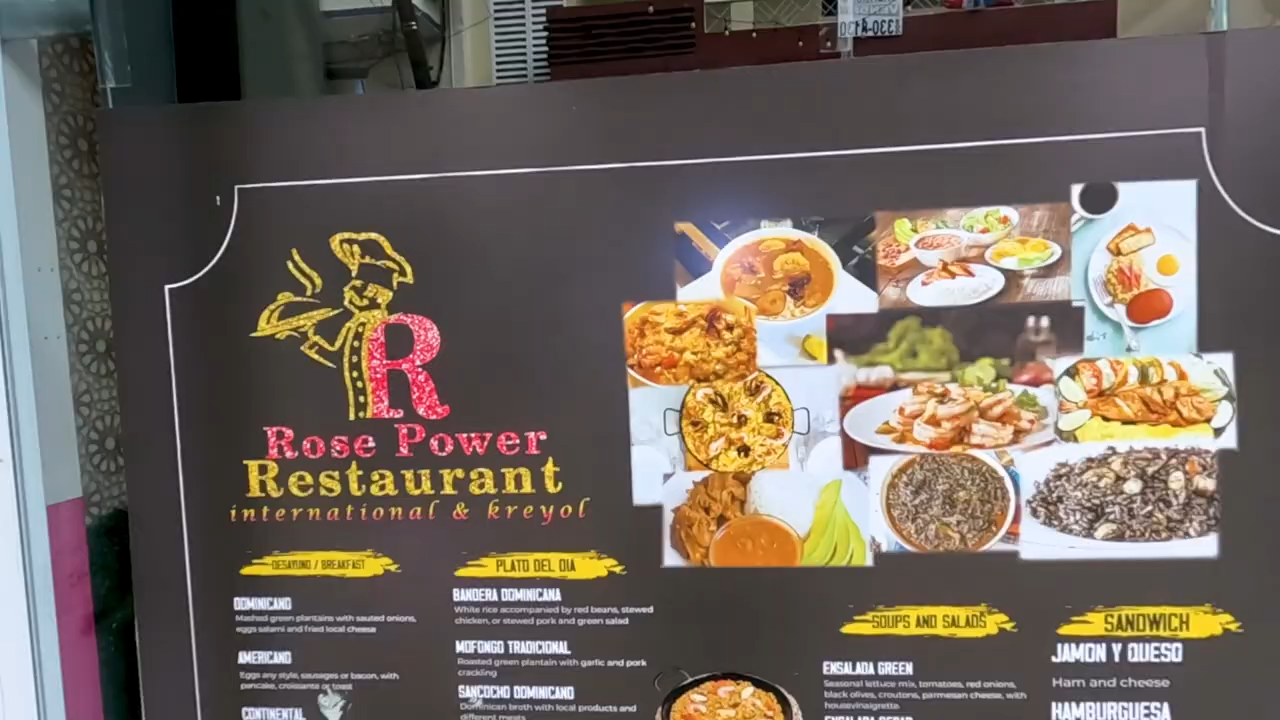 R
Rose Power
Restaurant
international & kreyol
DESAYUNO / BREAKFAST
DOMINICANO
Mashed green plantains with sauted onions,
eggs salami and fried local cheese
AMERICANO
Eggs any style, sausages or bacon, with
pancake, croissants or toast
CONTINENTAL
PLATO DEL DIA
BANDERA DOMINICANA
White rice accompanied by red beans, stewed
chicken, or stewed pork and green salad
MOFONGO TRADICIONAL
Roasted green plantain with garlic and pork
crackling
SANCOCHO DOMINICANO
Dominican broth with local products and
different meats
SOUPS AND SALADS
ENSALADA GREEN
Seasonal lettuce mix, tomatoes, red onions,
black olives, croutons, parmesan cheese, with
housevinaigrette
SANDWICH
JAMON Y QUESO
Ham and cheese
HAMBURGUESA